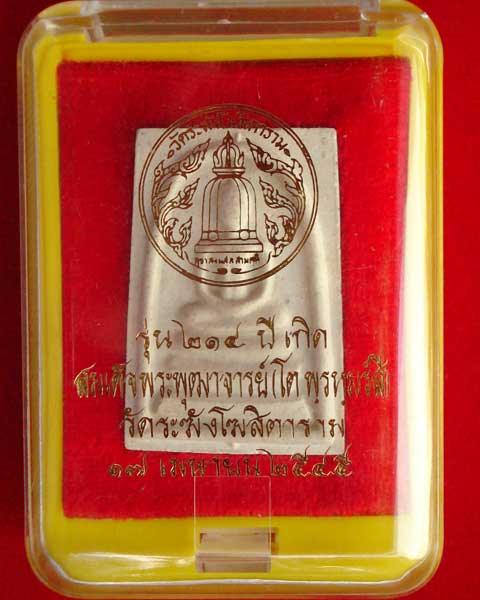 วัดระฆังโฆสิตาราม
รุ่น ๒๑๔ ปี เกิด
สมเด็จพระพุฒาจารย์(โต พรหมรังสี)
วัดระฆังโฆสิตาราม
๑๗ เมษายน ๒๕๔๕